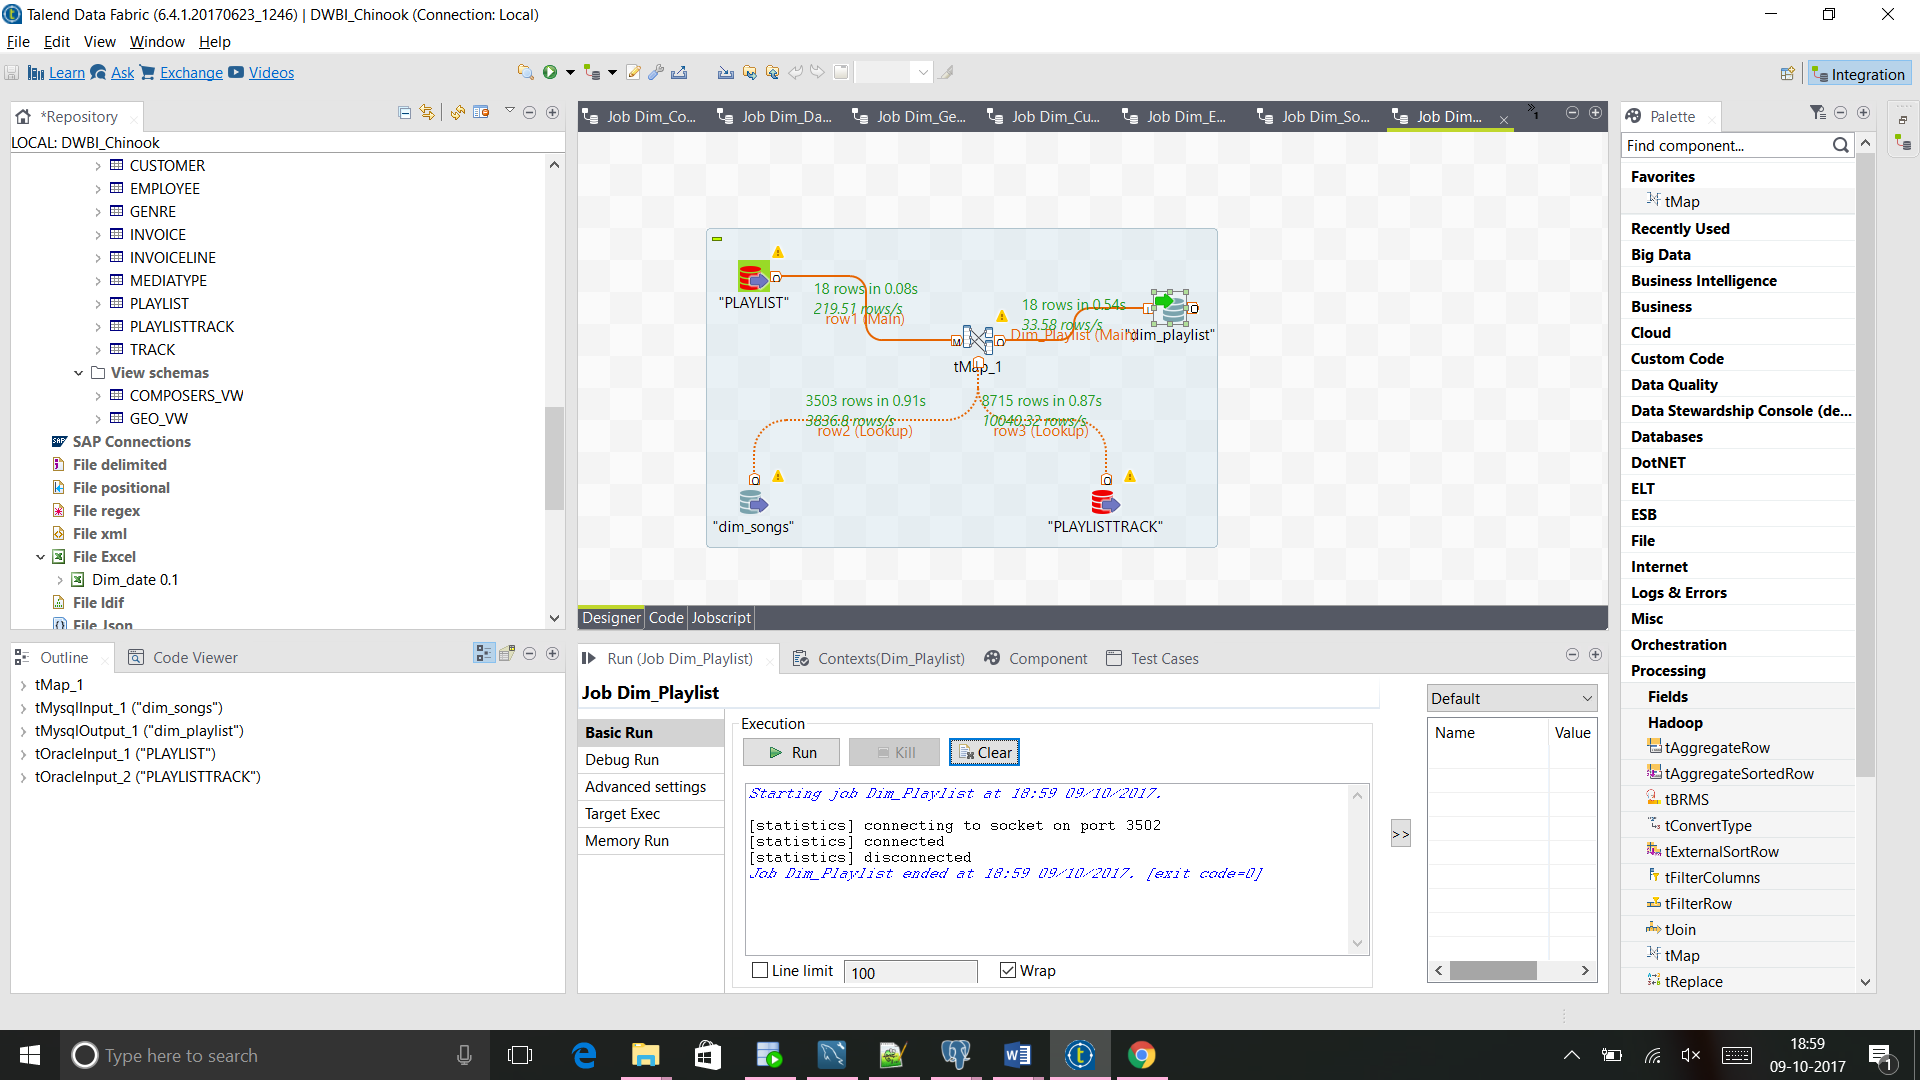 Talend Data Fabric (6.4.1.20170623_1246) | DWBI_Chinook (Connection: Local)
File Edit View Window Help
Learn Ask Exchange Videos
Integration
*Repository
LOCAL: DWBI_Chinook
CUSTOMER
EMPLOYEE
GENRE
INVOICE
INVOICELINE
MEDIATYPE
PLAYLIST
PLAYLISTTRACK
TRACK
View schemas
COMPOSERS_VW
GEO_VW
SAP Connections
File delimited
File positional
File regex
File xml
File Excel
Dim_date 0.1
File ldif
File Json
Outline
Code Viewer
tMap_1
tMysqlInput_1 ("dim_songs")
tMysqlOutput_1 ("dim_playlist")
tOracleInput_1 ("PLAYLIST")
tOracleInput_2 ("PLAYLISTTRACK")
Job Dim_Co... Job Dim_Da... Job Dim_Ge... Job Dim_Cu... Job Dim_E... Job Dim_So... Job Dim... 1
"PLAYLIST"
18 rows in 0.08s
219.51 rows/s
row1 (Main)
tMap_1
18 rows in 0.54s
33.58 rows/s
Dim_Playlist (Main)
"dim_playlist"
3503 rows in 0.91s
3836.8 rows/s
row2 (Lookup)
8715 rows in 0.87s
10040.32 rows/s
row3 (Lookup)
"dim_songs"
"PLAYLISTTRACK"
Designer Code Jobscript
Run (Job Dim_Playlist) Contexts(Dim_Playlist) Component Test Cases
Job Dim_Playlist
Basic Run
Debug Run
Advanced settings
Target Exec
Memory Run
Execution
Run Kill Clear
Starting job Dim_Playlist at 18:59 09/10/2017.
[statistics] connecting to socket on port 3502
[statistics] connected
[statistics] disconnected
Job Dim_Playlist ended at 18:59 09/10/2017. [exit code=0]
Line limit 100 Wrap
>>
Default
Name Value
Palette
Find component...
Favorites
tMap
Recently Used
Big Data
Business Intelligence
Business
Cloud
Custom Code
Data Quality
Data Stewardship Console (de...
Databases
DotNET
ELT
ESB
File
Internet
Logs & Errors
Misc
Orchestration
Processing
Fields
Hadoop
tAggregateRow
tAggregateSortedRow
tBRMS
tConvertType
tExternalSortRow
tFilterColumns
tFilterRow
tJoin
tMap
tReplace
Type here to search
18:59
09-10-2017
1